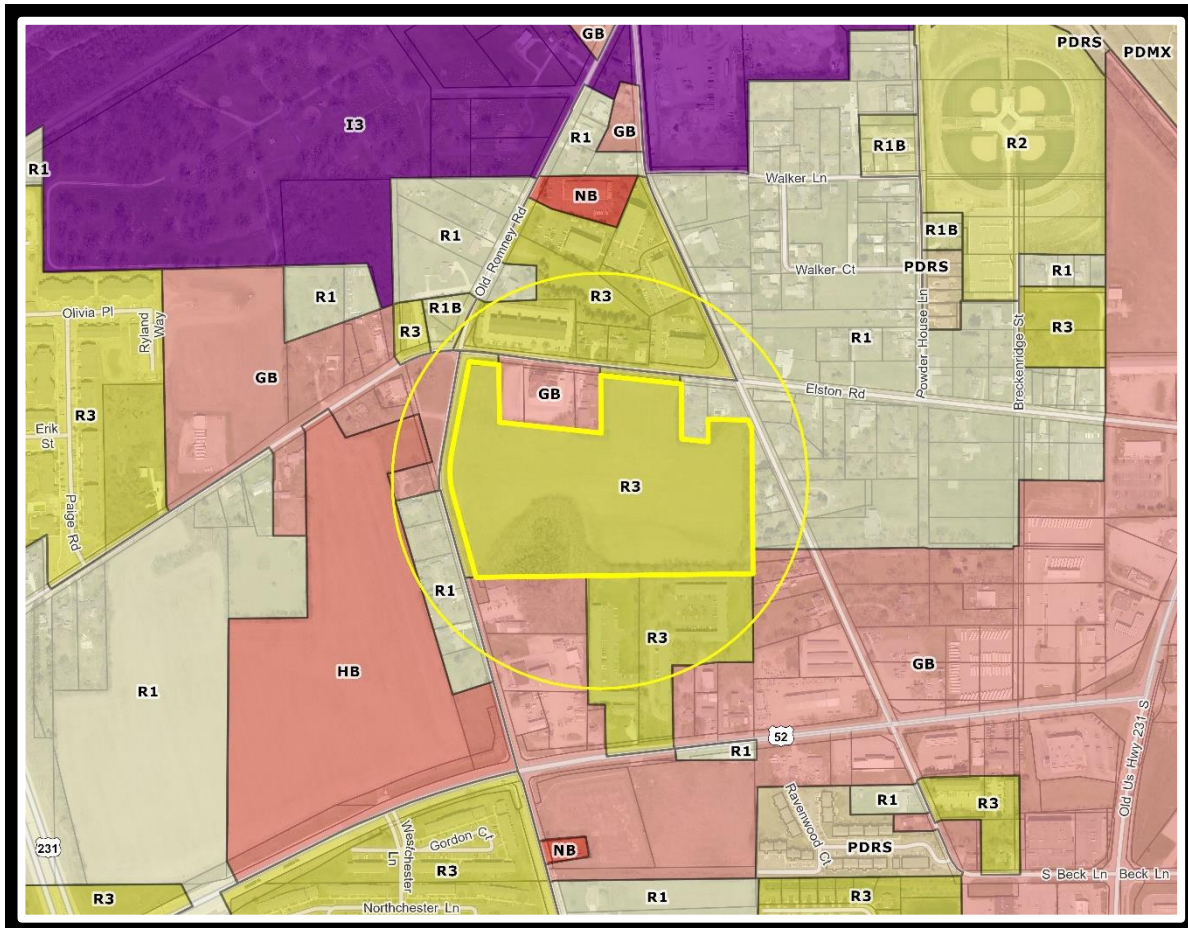 GB
PDRS
PDMX
I3
R1
GB
R1B
R2
R1
NB
Walker Ln
R1
Old Romney Rd
R1B
Walker Ct
PDRS
R1
R1
R3
R1B
R3
Olivia Pl
Ryland
Way
R3
R1
Powder House Ln
Breckenridge St
GB
GB
Elston Rd
R3
Erik
St
R3
Paige Rd
R1
R3
HB
GB
R1
Old Us Hwy 231 S
52
R1
R1
R3
Ravenwood Ct
Westchester
Ln
Gordon Ct
231
NB
PDRS
R3
S Beck Ln
Beck Ln
R3
R1
R3
Northchester Ln